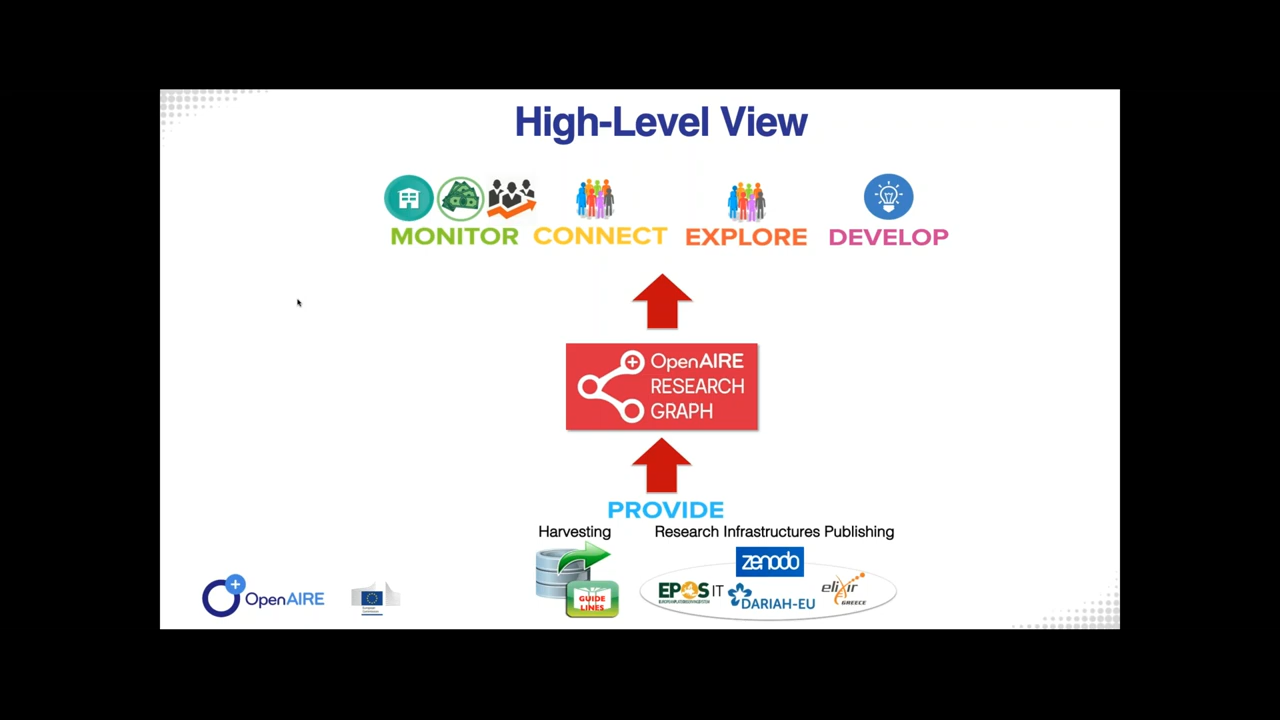 High-Level View
MONITOR CONNECT EXPLORE DEVELOP
OpenAIRE
RESEARCH
GRAPH
PROVIDE
Harvesting Research Infrastructures Publishing
zenodo
GUIDE
LINES
EPOS IT
DARIAH-EU
elixir
GREECE
OpenAIRE